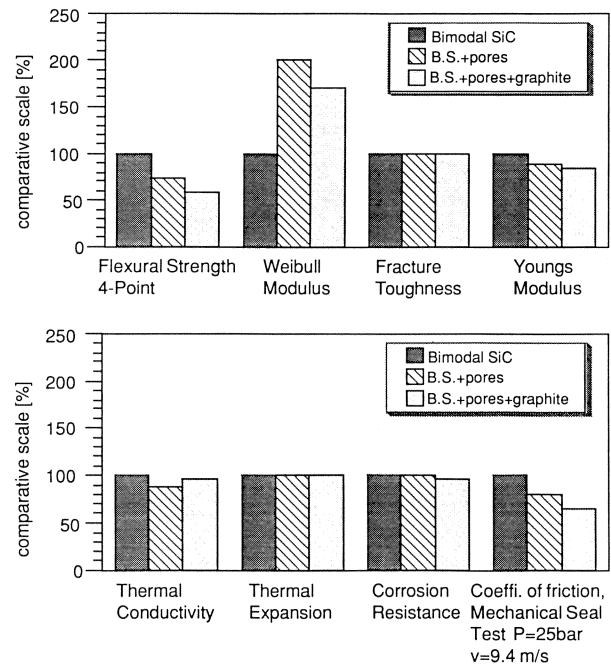 250
200
150
100
50
0
comparative scale [%]
Bimodal SiC
B.S.+pores
B.S.+pores+graphite
Flexural Strength
4-Point
Weibull
Modulus
Fracture
Toughness
Youngs
Modulus
250
200
150
100
50
0
comparative scale [%]
Bimodal SiC
B.S.+pores
B.S.+pores+graphite
Thermal
Conductivity
Thermal
Expansion
Corrosion
Resistance
Coeffi. of friction,
Mechanical Seal
Test P=25bar
v=9.4 m/s